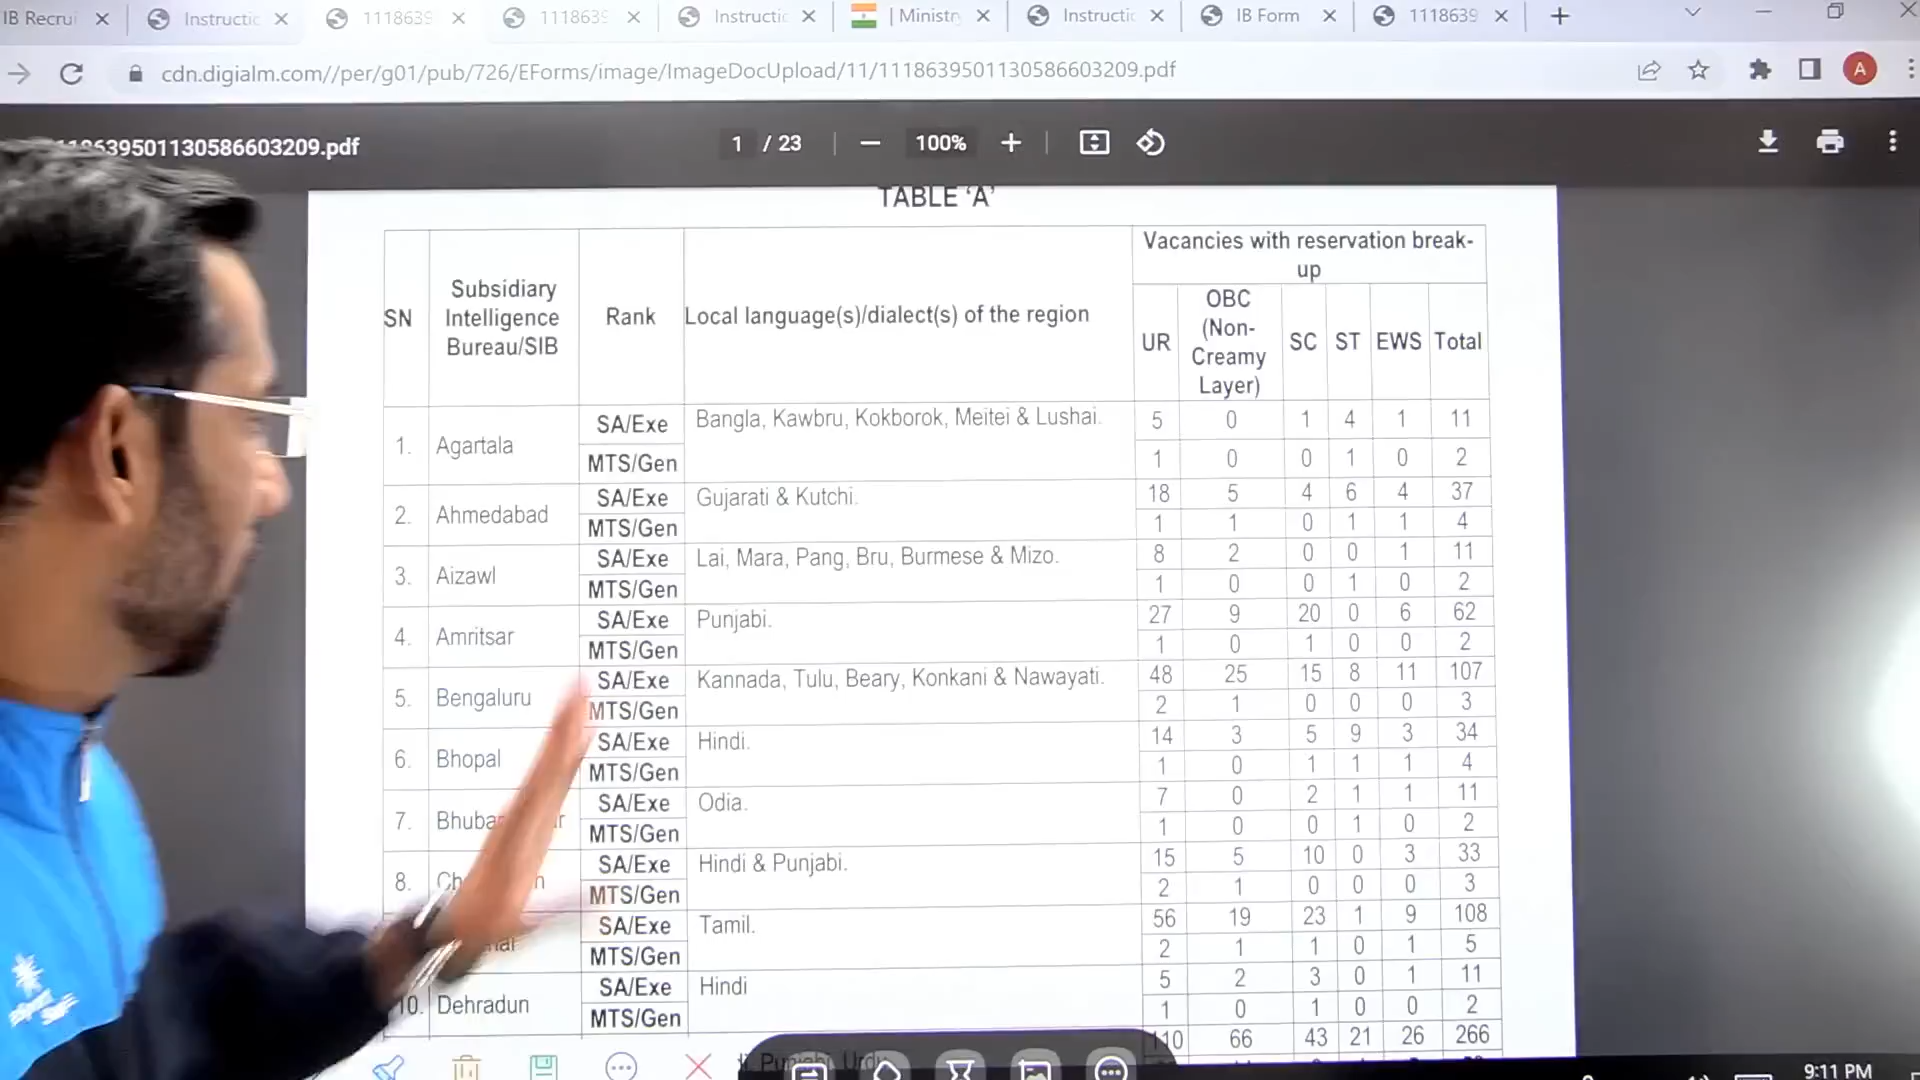 IB Recrui
Instructic
1118639
1118639
Instructic
| Ministry
Instructic
IB Form
1118639
cdn.digialm.com//per/g01/pub/726/EForms/image/ImageDocUpload/11/1118639501130586603209.pdf
A
1118639501130586603209.pdf
1 / 23
100%
TABLE ‘A’
SN
Subsidiary Intelligence Bureau/SIB
Rank
Local language(s)/dialect(s) of the region
Vacancies with reservation break-up
UR
OBC (Non-Creamy Layer)
SC
ST
EWS
Total
1. Agartala SA/Exe Bangla, Kawbru, Kokborok, Meitei & Lushai. 5 0 1 4 1 11
MTS/Gen 1 0 0 1 0 2
2. Ahmedabad SA/Exe Gujarati & Kutchi. 18 5 4 6 4 37
MTS/Gen 1 1 0 1 1 4
3. Aizawl SA/Exe Lai, Mara, Pang, Bru, Burmese & Mizo. 8 2 0 0 1 11
MTS/Gen 1 0 0 1 0 2
4. Amritsar SA/Exe Punjabi. 27 9 20 0 6 62
MTS/Gen 1 0 1 0 0 2
5. Bengaluru SA/Exe Kannada, Tulu, Beary, Konkani & Nawayati. 48 25 15 8 11 107
MTS/Gen 2 1 0 0 0 3
6. Bhopal SA/Exe Hindi. 14 3 5 9 3 34
MTS/Gen 1 0 1 1 1 4
7. SA/Exe Odia. 7 0 2 1 1 11
MTS/Gen 1 0 0 1 0 2
8. SA/Exe Hindi & Punjabi. 15 5 10 0 3 33
MTS/Gen 2 1 0 0 0 3
SA/Exe Tamil. 56 19 23 1 9 108
MTS/Gen 2 1 1 0 1 5
10. Dehradun SA/Exe Hindi 5 2 3 0 1 11
MTS/Gen 1 0 1 0 0 2
110 66 43 21 26 266
Punjabi, Urdu
9:11 PM